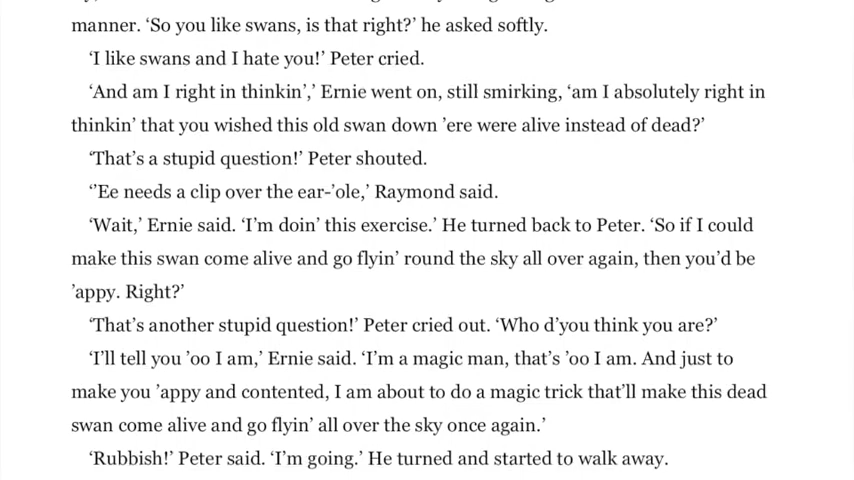 manner. ‘So you like swans, is that right?’ he asked softly.
‘I like swans and I hate you!’ Peter cried.
‘And am I right in thinkin’,’ Ernie went on, still smirking, ‘am I absolutely right in
thinkin’ that you wished this old swan down ’ere were alive instead of dead?’
‘That’s a stupid question!’ Peter shouted.
‘’Ee needs a clip over the ear-’ole,’ Raymond said.
‘Wait,’ Ernie said. ‘I’m doin’ this exercise.’ He turned back to Peter. ‘So if I could
make this swan come alive and go flyin’ round the sky all over again, then you’d be
’appy. Right?’
‘That’s another stupid question!’ Peter cried out. ‘Who d’you think you are?’
‘I’ll tell you ’oo I am,’ Ernie said. ‘I’m a magic man, that’s ’oo I am. And just to
make you ’appy and contented, I am about to do a magic trick that’ll make this dead
swan come alive and go flyin’ all over the sky once again.’
‘Rubbish!’ Peter said. ‘I’m going.’ He turned and started to walk away.